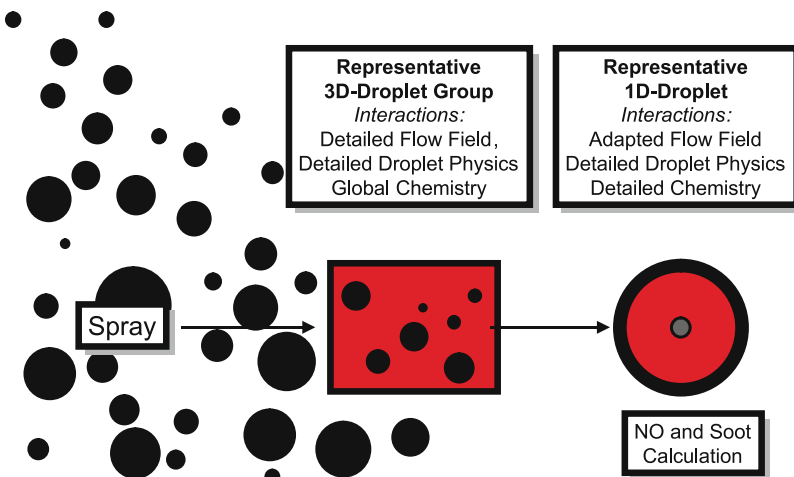 Representative
3D-Droplet Group
Interactions:
Detailed Flow Field,
Detailed Droplet Physics
Global Chemistry
Representative
1D-Droplet
Interactions:
Adapted Flow Field
Detailed Droplet Physics
Detailed Chemistry
Spray
NO and Soot
Calculation